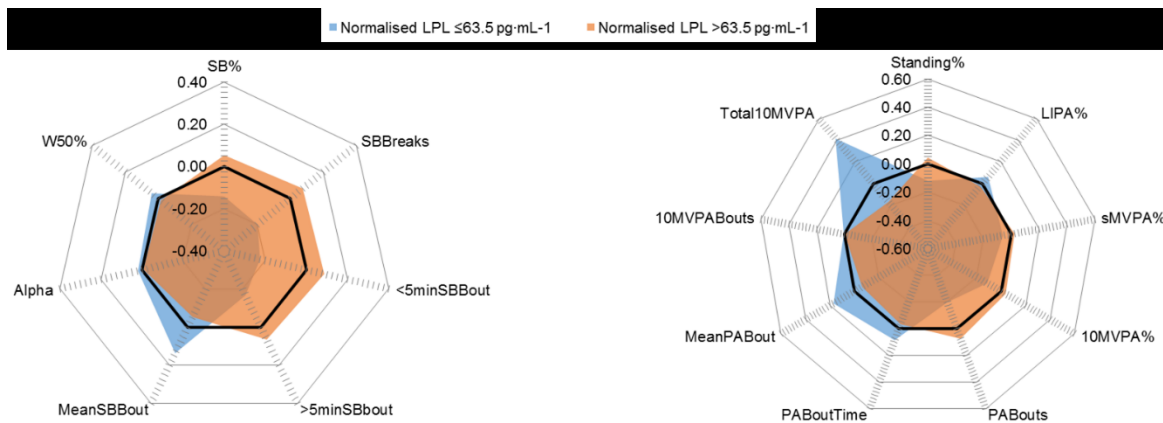 Normalised LPL ≤63.5 pg·mL-1
Normalised LPL >63.5 pg·mL-1
SB%
0.40
0.20
0.00
-0.20
-0.40
SBBreaks
<5minSBBout
>5minSBbout
MeanSBBout
Alpha
W50%
Standing%
0.60
0.40
0.20
0.00
-0.20
-0.40
-0.60
LIPA%
sMVPA%
10MVPA%
PABouts
PABoutTime
MeanPABout
10MVPABouts
Total10MVPA